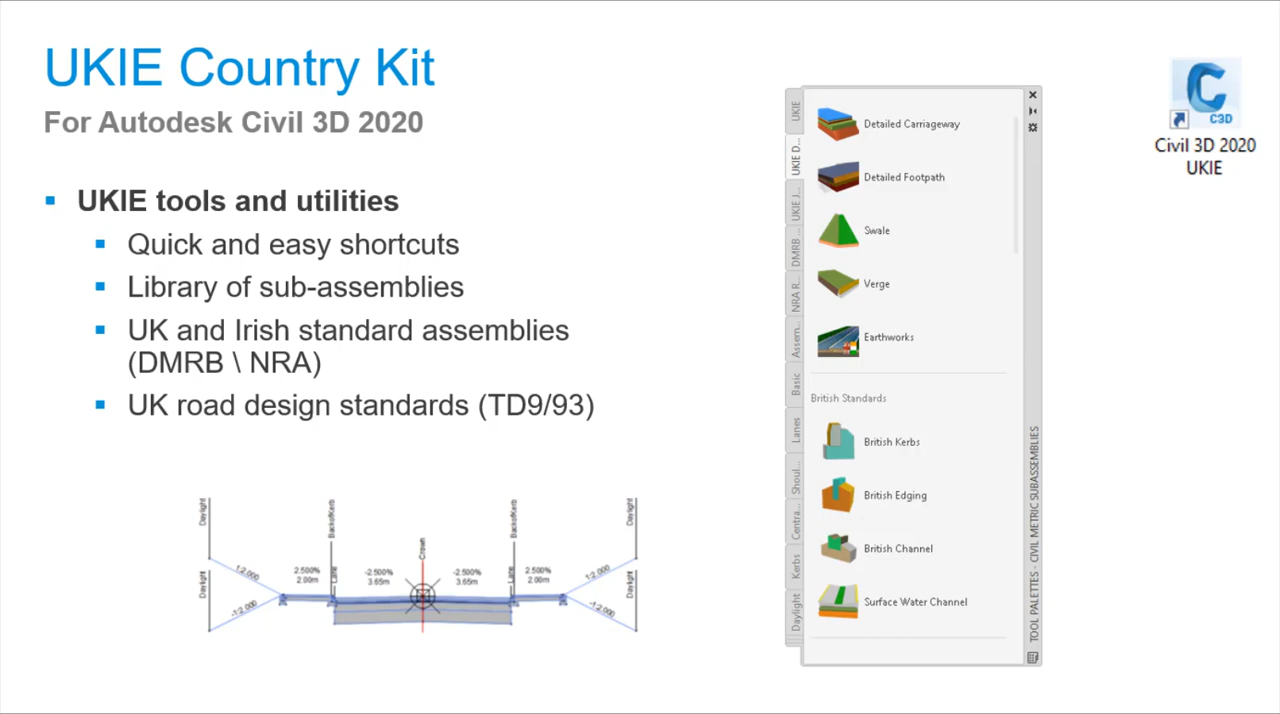 UKIE Country Kit
For Autodesk Civil 3D 2020
UKIE tools and utilities
Quick and easy shortcuts
Library of sub-assemblies
UK and Irish standard assemblies
(DMRB \ NRA)
UK road design standards (TD9/93)
Daylight
BackofKerb
Crown
BackofKerb
Daylight
1:2.000
2.500%
2.00m
Lane
-2.500%
3.65m
-2.500%
3.65m
Lane
2.500%
2.00m
1:2.000
Daylight
-1:2.000
-1:2.000
Daylight
UKIE
UKIE D...
UKIE J...
DMRB ...
NRA R...
Assem...
Basic
Lanes
Shoul...
Centra...
Kerbs
Daylight
Detailed Carriageway
Detailed Footpath
Swale
Verge
Earthworks
British Standards
British Kerbs
British Edging
British Channel
Surface Water Channel
TOOL PALETTES - CIVIL METRIC SUBASSEMBLIES
C3D
Civil 3D 2020
UKIE